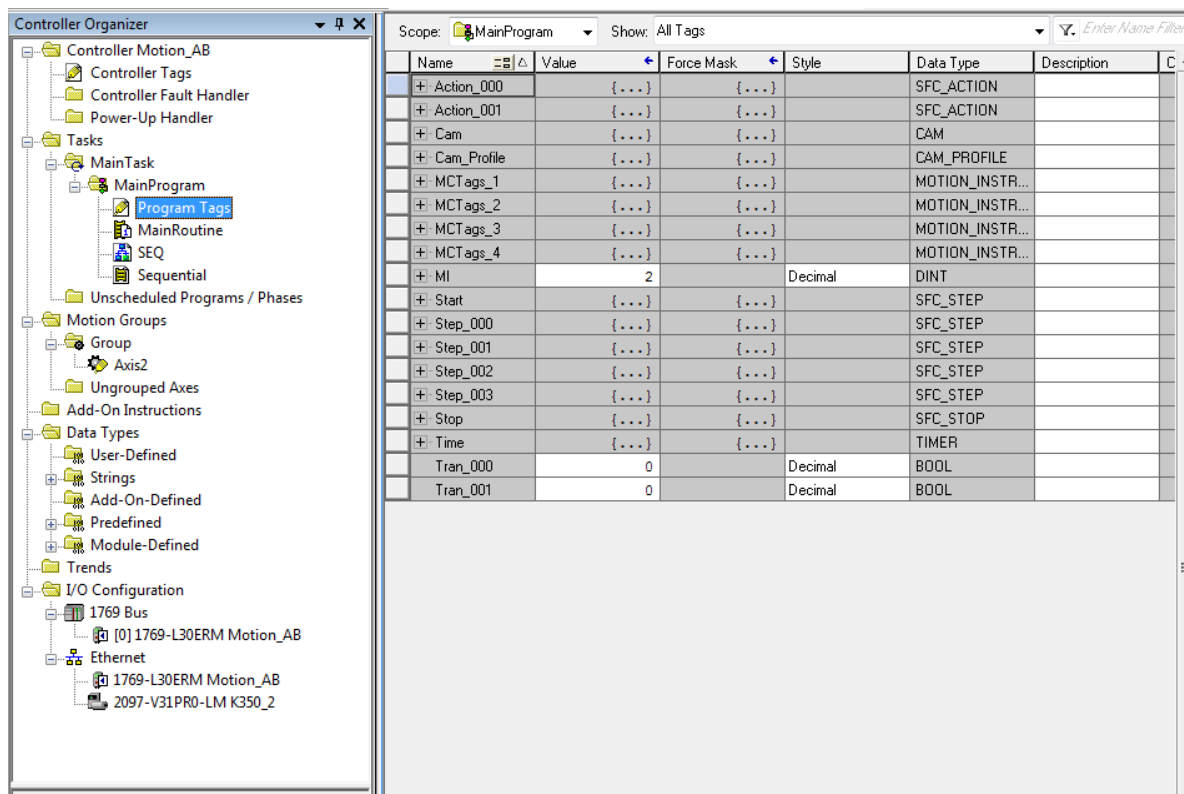 Controller Organizer
Controller Motion_AB
Controller Tags
Controller Fault Handler
Power-Up Handler
Tasks
MainTask
MainProgram
Program Tags
MainRoutine
SEQ
Sequential
Unscheduled Programs / Phases
Motion Groups
Group
Axis2
Ungrouped Axes
Add-On Instructions
Data Types
User-Defined
Strings
Add-On-Defined
Predefined
Module-Defined
Trends
I/O Configuration
1769 Bus
[0] 1769-L30ERM Motion_AB
Ethernet
1769-L30ERM Motion_AB
2097-V31PR0-LM K350_2
Scope: MainProgram Show: All Tags Enter Name Filter
Name Value Force Mask Style Data Type Description C
Action_000 {...} {...} SFC_ACTION
Action_001 {...} {...} SFC_ACTION
Cam {...} {...} CAM
Cam_Profile {...} {...} CAM_PROFILE
MCTags_1 {...} {...} MOTION_INSTR...
MCTags_2 {...} {...} MOTION_INSTR...
MCTags_3 {...} {...} MOTION_INSTR...
MCTags_4 {...} {...} MOTION_INSTR...
MI 2 Decimal DINT
Start {...} {...} SFC_STEP
Step_000 {...} {...} SFC_STEP
Step_001 {...} {...} SFC_STEP
Step_002 {...} {...} SFC_STEP
Step_003 {...} {...} SFC_STEP
Stop {...} {...} SFC_STOP
Time {...} {...} TIMER
Tran_000 0 Decimal BOOL
Tran_001 0 Decimal BOOL